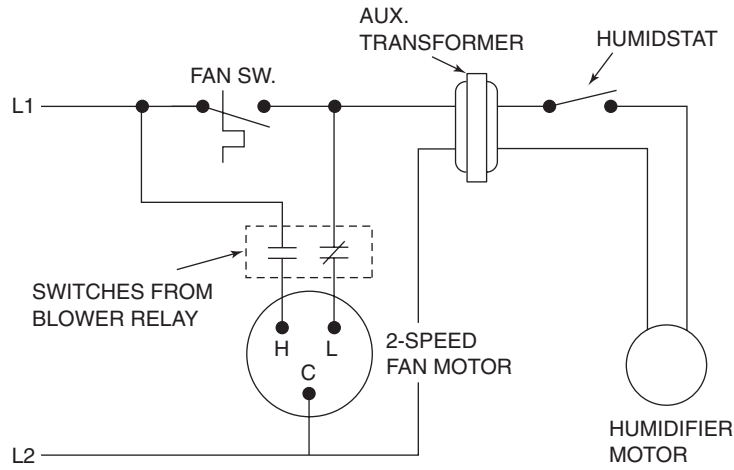 AUX.
TRANSFORMER
HUMIDSTAT
FAN SW.
L1
SWITCHES FROM
BLOWER RELAY
H
L
C
2-SPEED
FAN MOTOR
HUMIDIFIER
MOTOR
L2